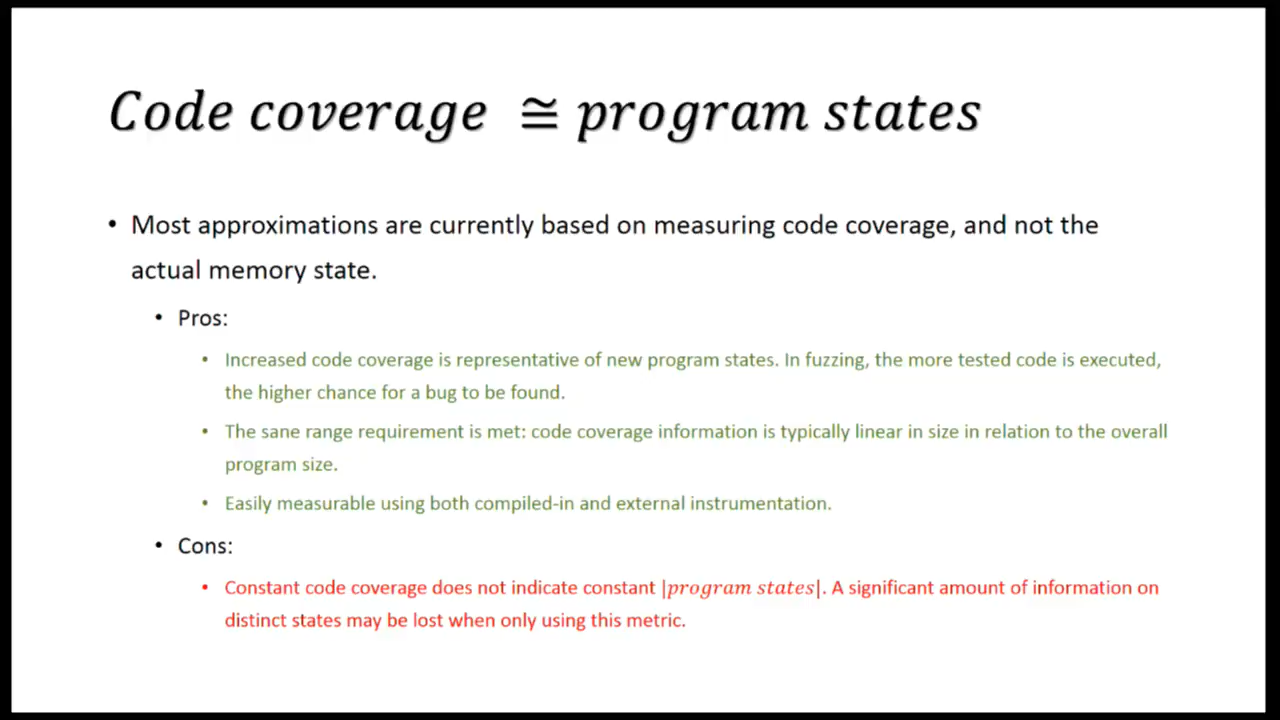 Code coverage ≅ program states
• Most approximations are currently based on measuring code coverage, and not the
actual memory state.
• Pros:
• Increased code coverage is representative of new program states. In fuzzing, the more tested code is executed,
the higher chance for a bug to be found.
• The sane range requirement is met: code coverage information is typically linear in size in relation to the overall
program size.
• Easily measurable using both compiled-in and external instrumentation.
• Cons:
• Constant code coverage does not indicate constant |program states|. A significant amount of information on
distinct states may be lost when only using this metric.